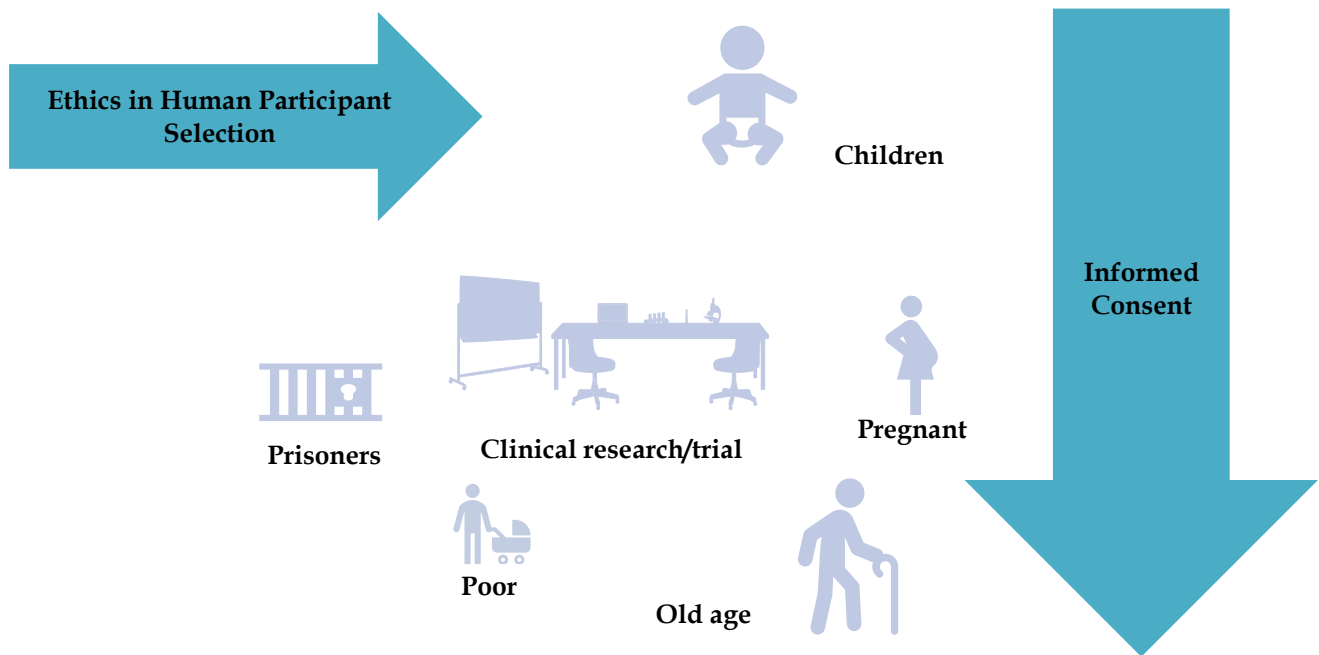 Ethics in Human Participant
Selection
Children
Informed
Consent
Prisoners
Clinical research/trial
Pregnant
Poor
Old age